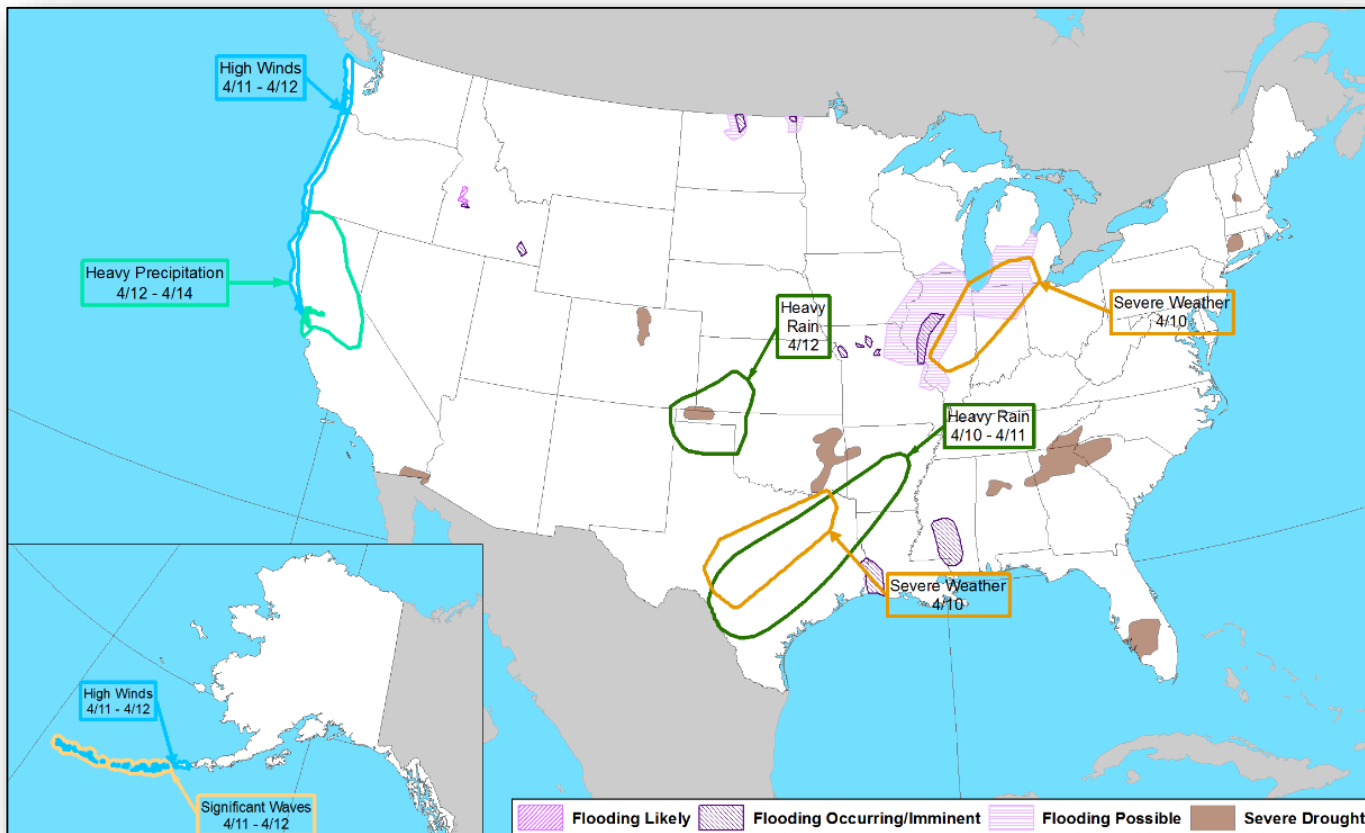 High Winds
4/11 - 4/12
Heavy Precipitation
4/12 - 4/14
Heavy
Rain
4/12
Severe Weather
4/10
Heavy Rain
4/10 - 4/11
Severe Weather
4/10
High Winds
4/11 - 4/12
Significant Waves
4/11 - 4/12
Flooding Likely
Flooding Occurring/Imminent
Flooding Possible
Severe Drought